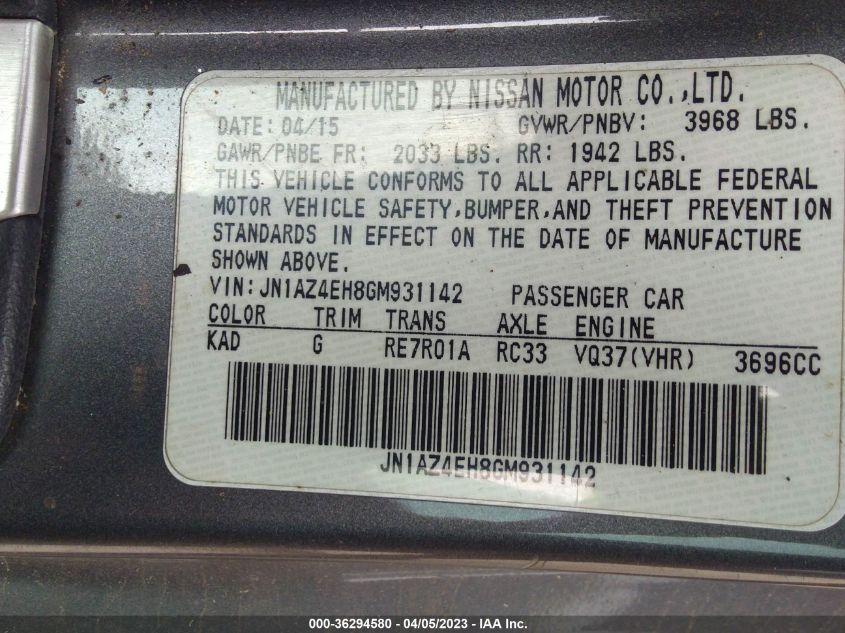 MANUFACTURED BY NISSAN MOTOR CO.,LTD.
DATE: 04/15 GVWR/PNBV: 3968 LBS.
GAWR/PNBE FR: 2033 LBS. RR: 1942 LBS.
THIS VEHICLE CONFORMS TO ALL APPLICABLE FEDERAL
MOTOR VEHICLE SAFETY,BUMPER,AND THEFT PREVENTION
STANDARDS IN EFFECT ON THE DATE OF MANUFACTURE
SHOWN ABOVE.
VIN:JN1AZ4EH8GM931142 PASSENGER CAR
COLOR TRIM TRANS AXLE ENGINE
KAD G RE7R01A RC33 VQ37(VHR) 3696CC
JN1AZ4EH8GM931142
000-36294580 - 04/05/2023 - IAA Inc.